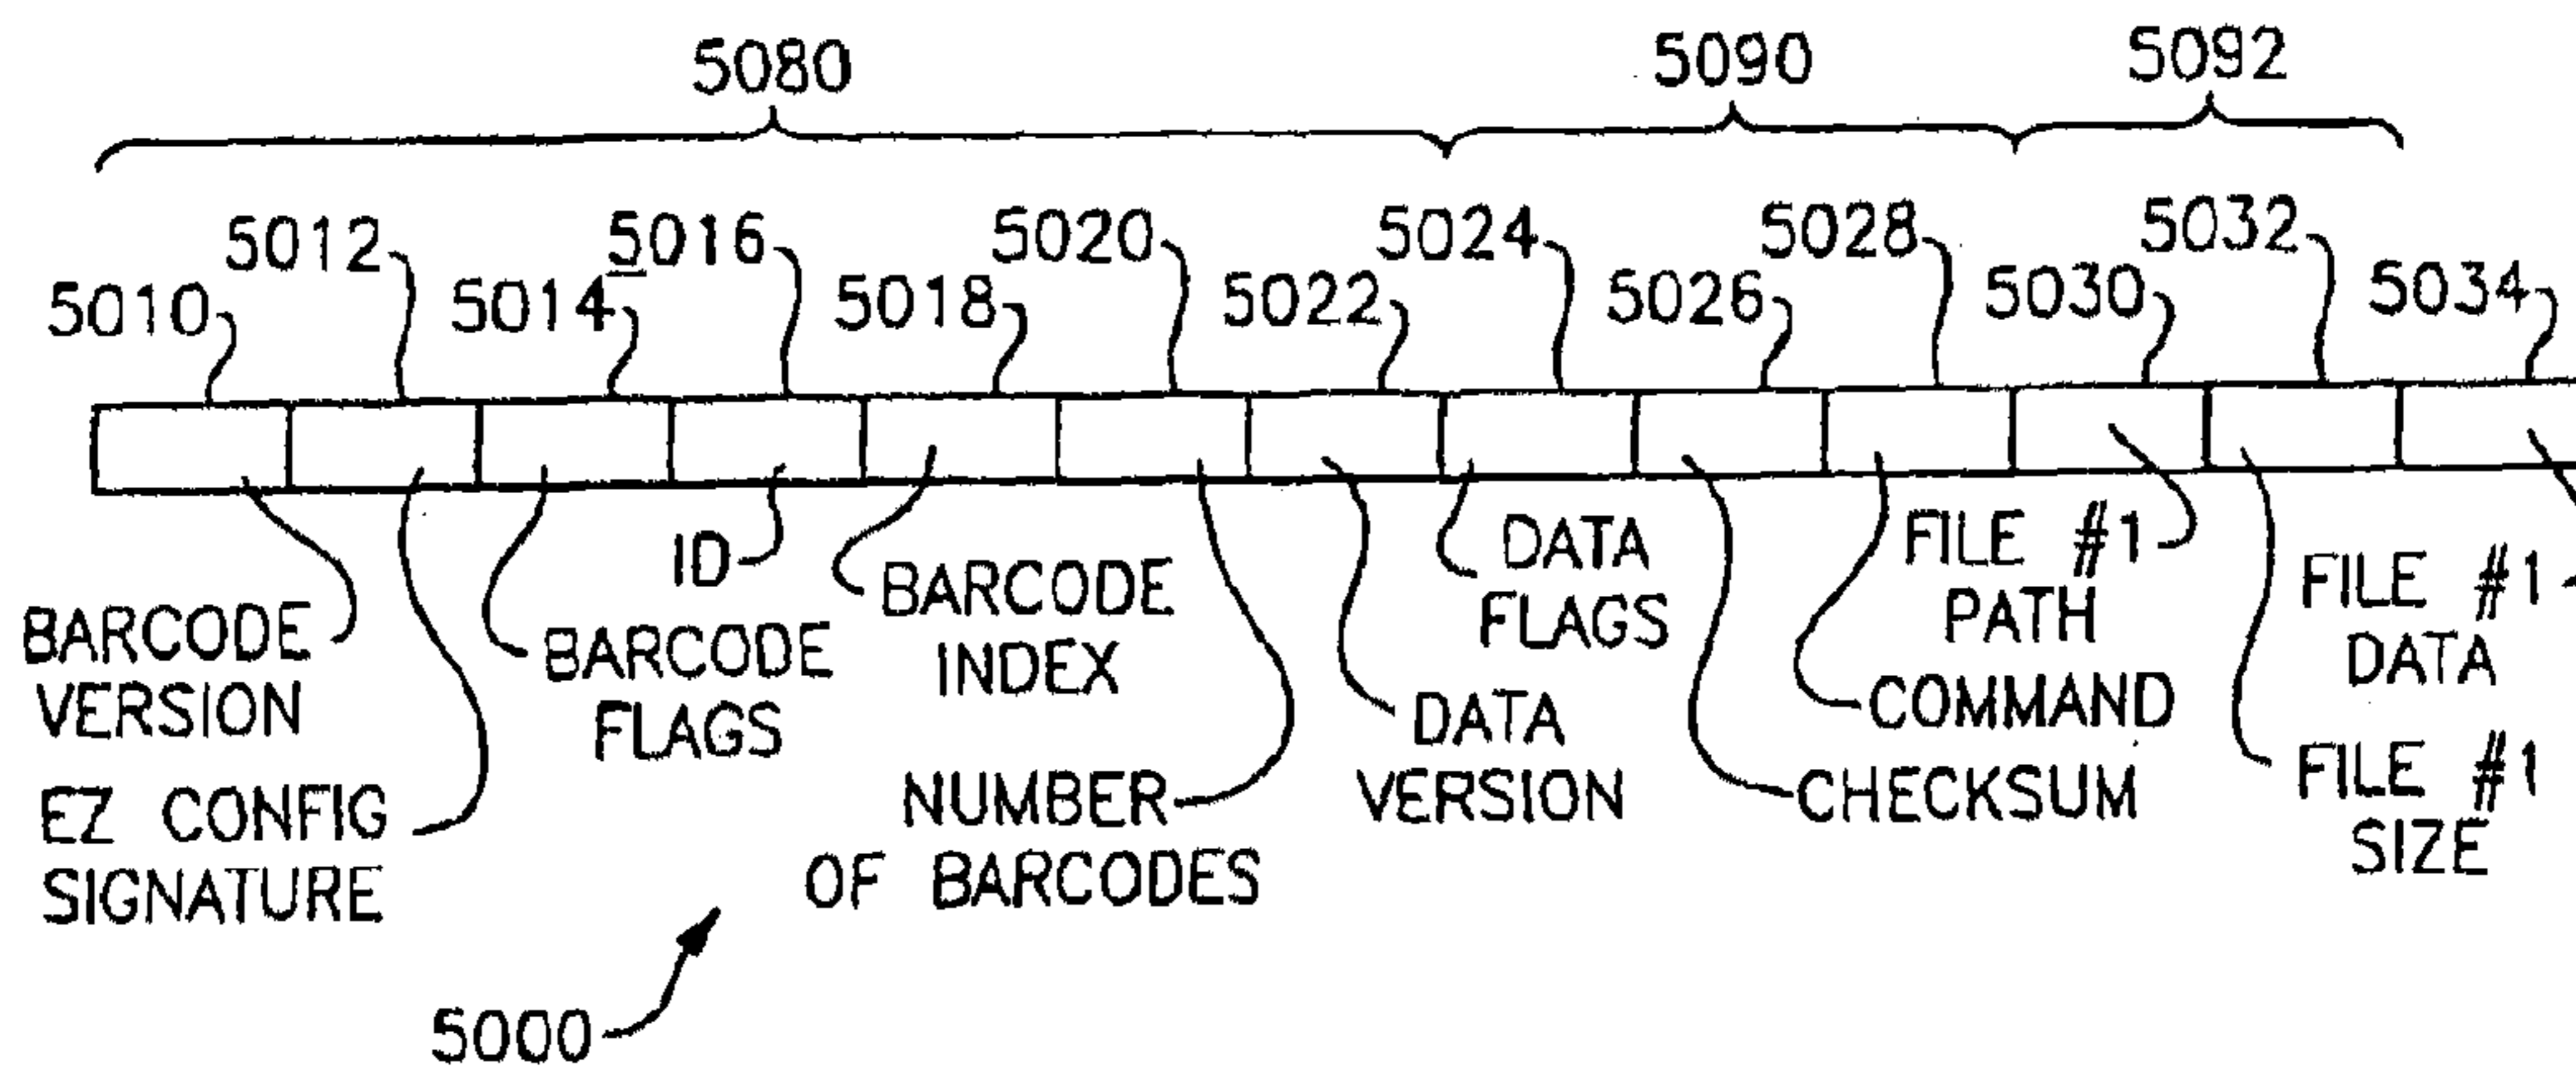 5080
5090
5092
5012
5016
5020
5024
5028
5032
5010
5014
5018
5022
5026
5030
5034
BARCODE
VERSION
EZ CONFIG
SIGNATURE
BARCODE
FLAGS
ID
BARCODE
INDEX
NUMBER
OF BARCODES
DATA
VERSION
DATA
FLAGS
CHECKSUM
COMMAND
FILE #1
PATH
FILE #1
SIZE
FILE #1
DATA
5000